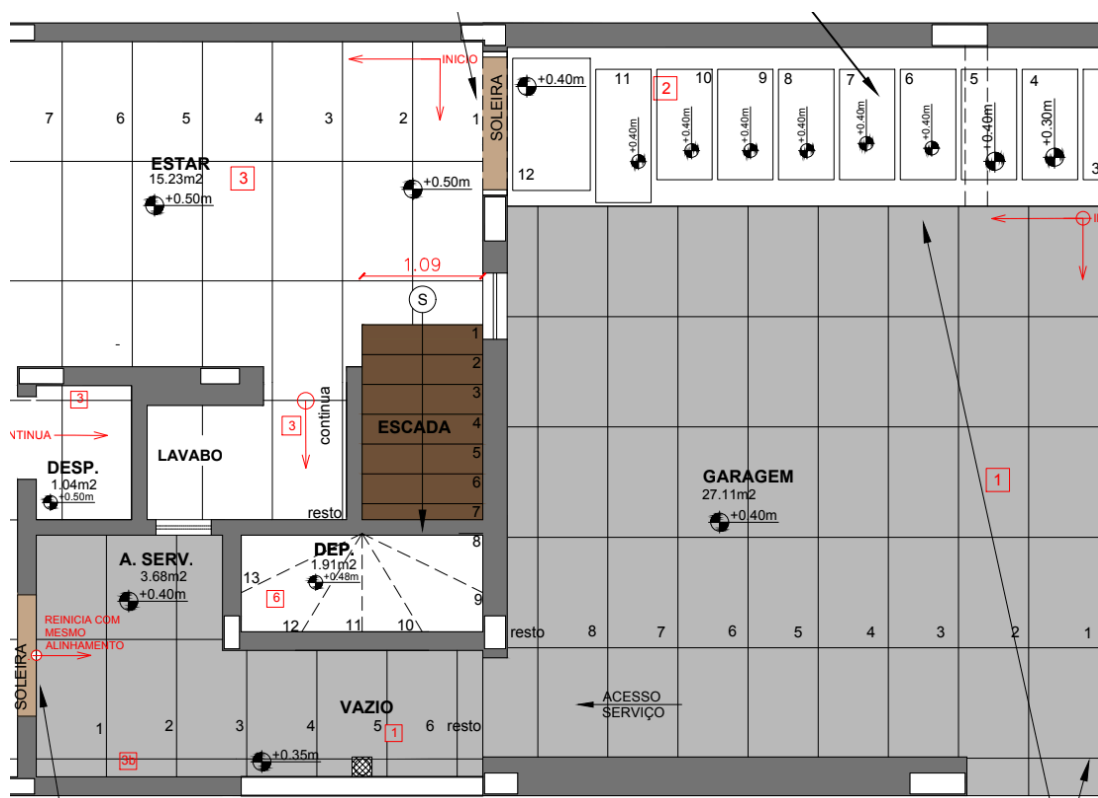 INICIO
SOLEIRA
+0.40m
11
2
10
9
8
7
6
5
4
+0.40m
+0.40m
+0.40m
+0.40m
+0.40m
+0.40m
+0.40m
+0.30m
12
3
7
6
5
4
3
2
1
ESTAR
15.23m2
+0.50m
3
+0.50m
1.09
S
1
2
3
4
5
6
7
ESCADA
continua
3
3
NTINUA
LAVABO
DESP.
1.04m2
+0.50m
resto
GARAGEM
27.11m2
+0.40m
1
A. SERV.
3.68m2
+0.40m
DEP.
1.91m2
+0.48m
6
8
9
10
11
12
13
REINICIA COM
MESMO
ALINHAMENTO
SOLEIRA
resto
8
7
6
5
4
3
2
1
VAZIO
1
2
3
4
5
6
resto
1
3b
+0.35m
ACESSO
SERVIÇO